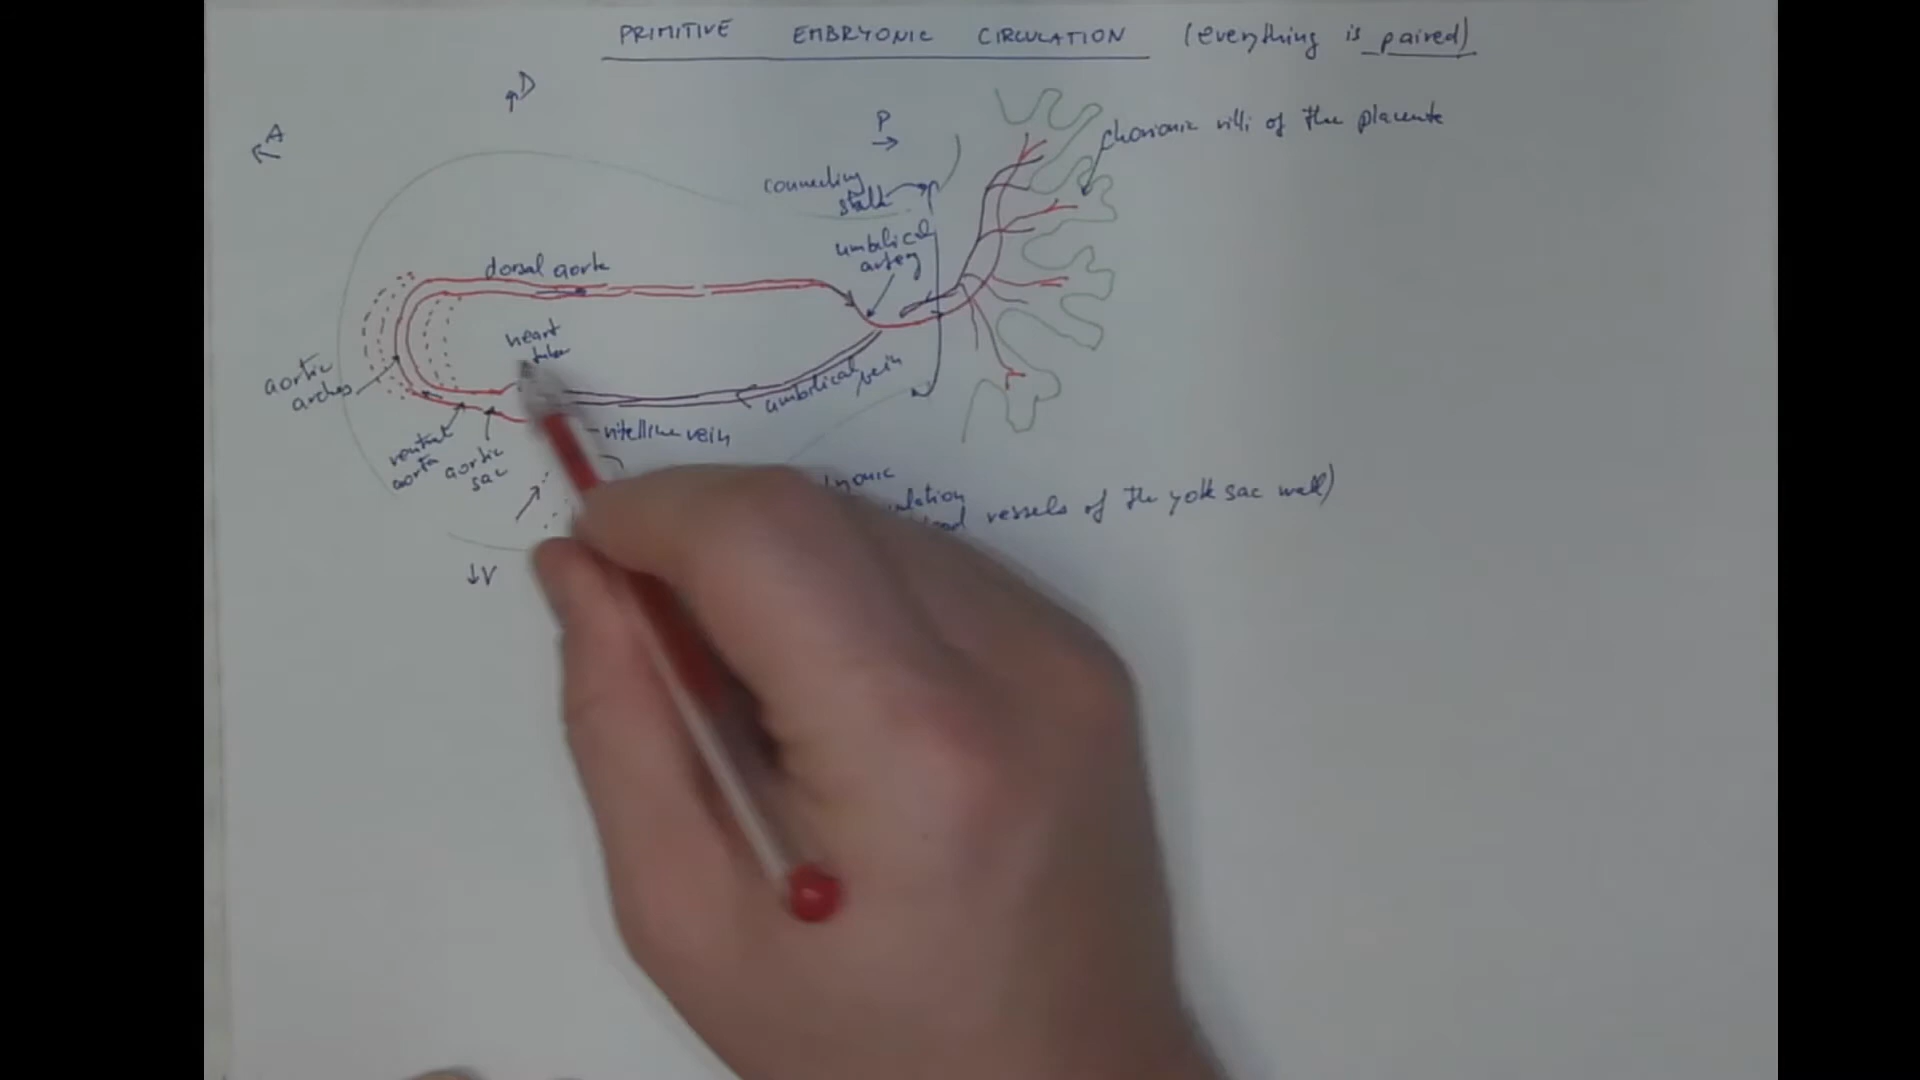 PRIMITIVE EMBRYONIC CIRCULATION (everything is paired)
D
A
P
chorionic villi of the placenta
connecting
stalk
umbilical
artery
dorsal aorta
heart
tube
aortic
arches
umbilical vein
vitelline vein
ventral
aorta
aortic
sac
vessels of the yolk sac wall)
V